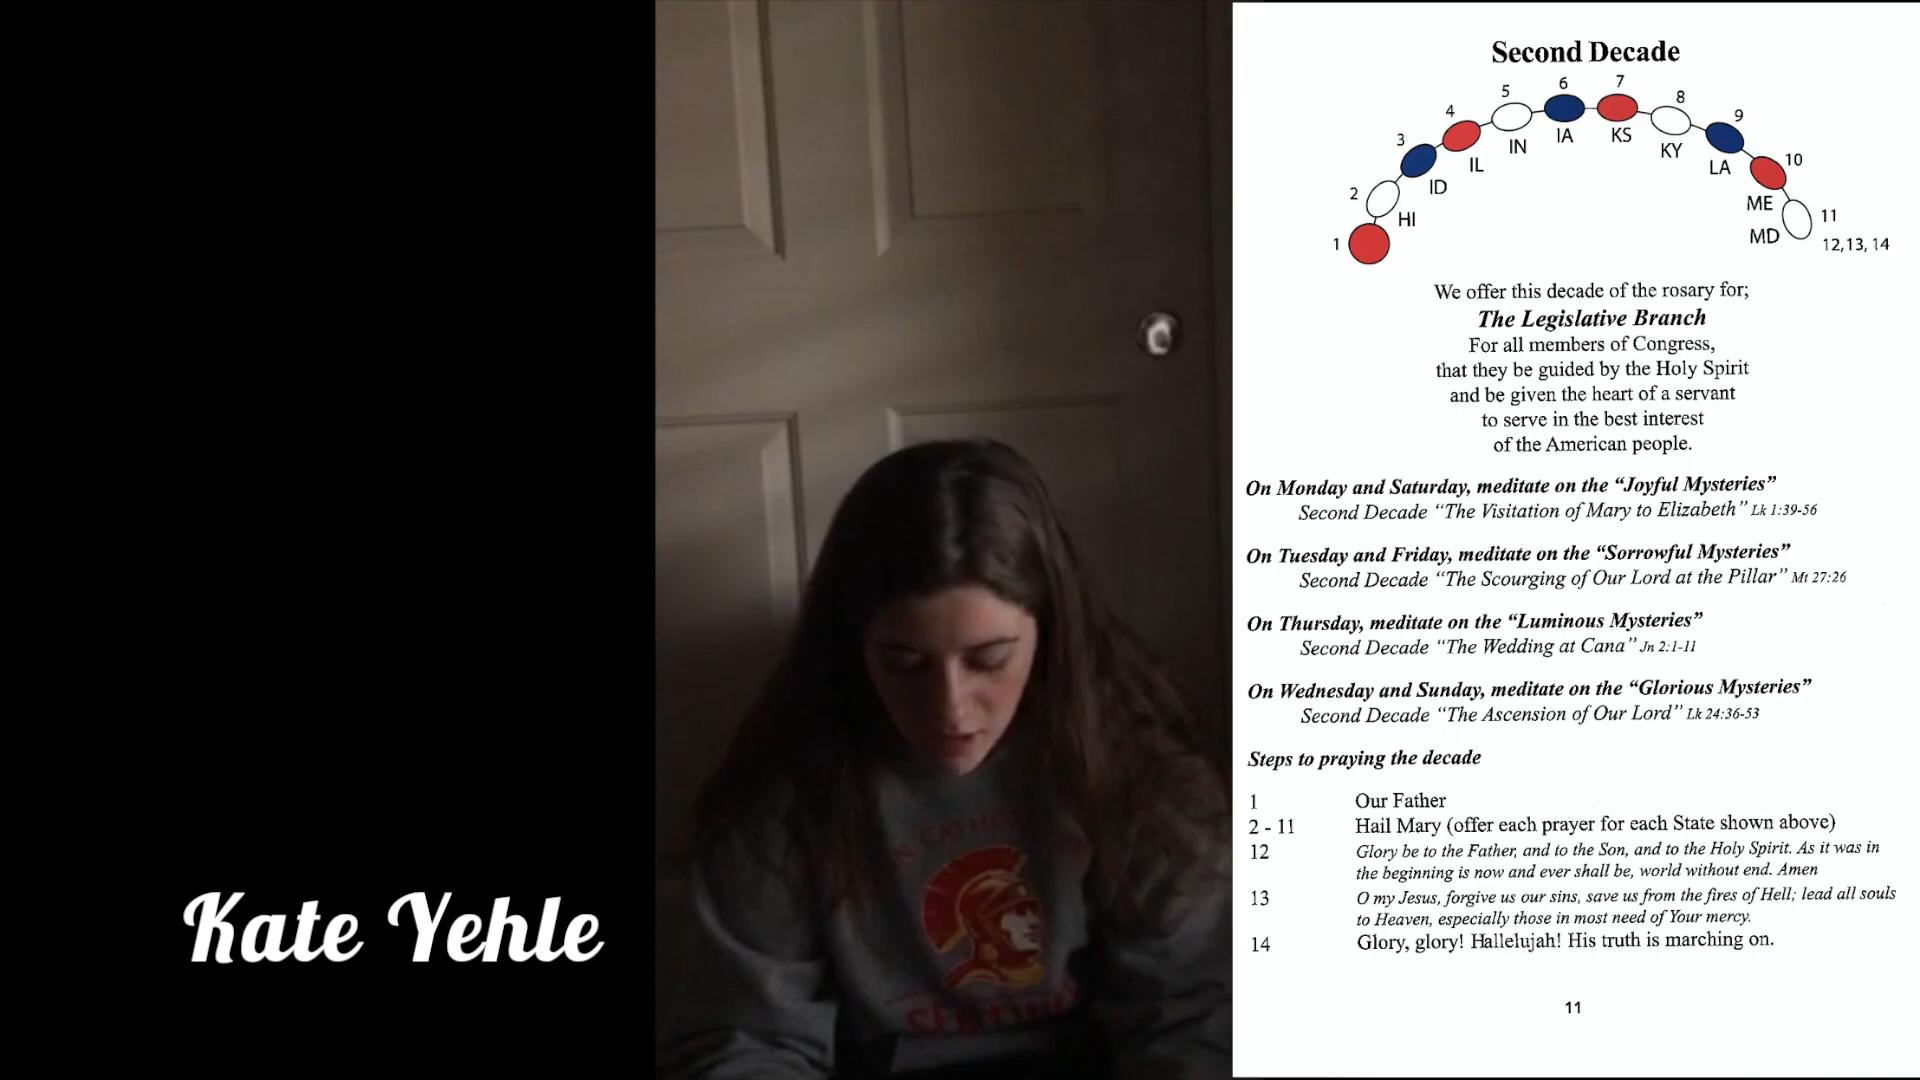 Kate Yehle
CATHO
Second Decade
1
2
3
4
5
6
7
8
9
10
11
12,13, 14
HI
ID
IL
IN
IA
KS
KY
LA
ME
MD
We offer this decade of the rosary for;
The Legislative Branch
For all members of Congress,
that they be guided by the Holy Spirit
and be given the heart of a servant
to serve in the best interest
of the American people.
On Monday and Saturday, meditate on the “Joyful Mysteries”
Second Decade “The Visitation of Mary to Elizabeth” Lk 1:39-56
On Tuesday and Friday, meditate on the “Sorrowful Mysteries”
Second Decade “The Scourging of Our Lord at the Pillar” Mt 27:26
On Thursday, meditate on the “Luminous Mysteries”
Second Decade “The Wedding at Cana” Jn 2:1-11
On Wednesday and Sunday, meditate on the “Glorious Mysteries”
Second Decade “The Ascension of Our Lord” Lk 24:36-53
Steps to praying the decade
1 Our Father
2 - 11 Hail Mary (offer each prayer for each State shown above)
12 Glory be to the Father, and to the Son, and to the Holy Spirit. As it was in
the beginning is now and ever shall be, world without end. Amen
13 O my Jesus, forgive us our sins, save us from the fires of Hell; lead all souls
to Heaven, especially those in most need of Your mercy.
14 Glory, glory! Hallelujah! His truth is marching on.
11